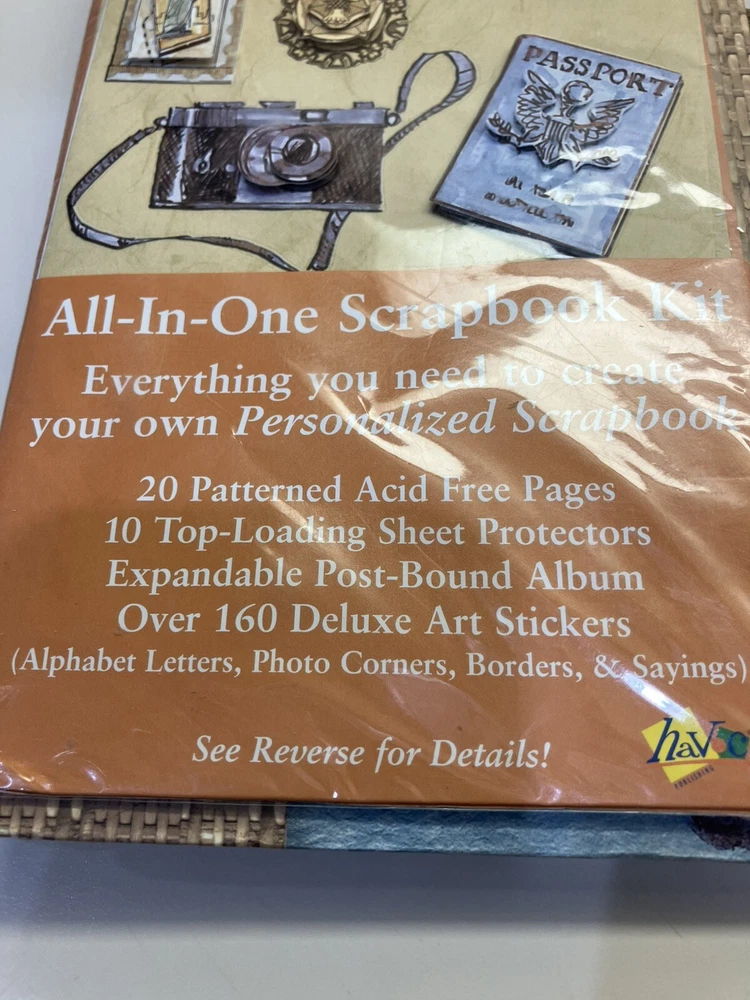 PASSPORT
All-In-One Scrapbook Kit
Everything you need to create
your own Personalized Scrapbook
20 Patterned Acid Free Pages
10 Top-Loading Sheet Protectors
Expandable Post-Bound Album
Over 160 Deluxe Art Stickers
(Alphabet Letters, Photo Corners, Borders, & Sayings)
See Reverse for Details!
PUBLISHING